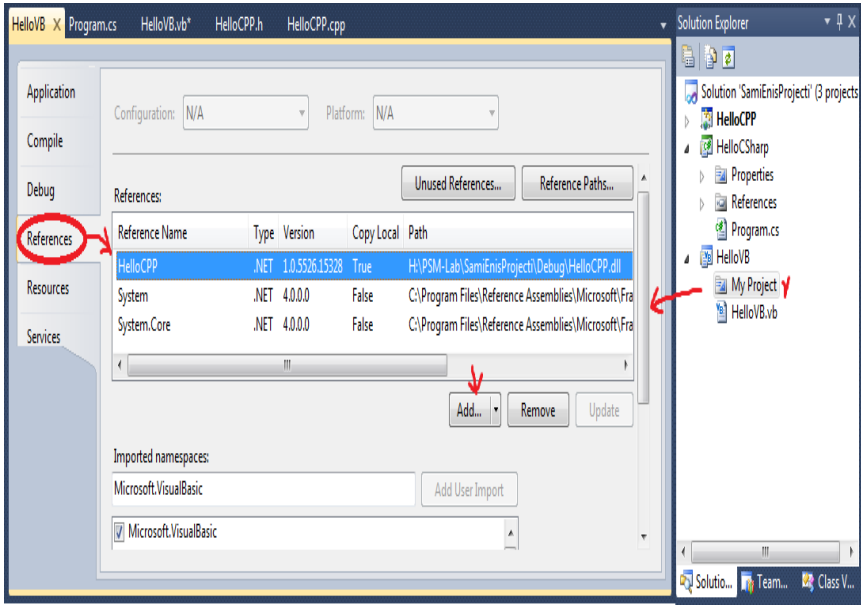 HelloVB X Program.cs HelloVB.vb* HelloCPP.h HelloCPP.cpp
Application
Compile
Debug
References
Resources
Services
Configuration: N/A Platform: N/A
Unused References... Reference Paths...
References:
Reference Name Type Version Copy Local Path
HelloCPP .NET 1.0.5526.15328 True H:\PSM-Lab\SamiEnisProjecti\Debug\HelloCPP.dll
System .NET 4.0.0.0 False C:\Program Files\Reference Assemblies\Microsoft\Fra
System.Core .NET 4.0.0.0 False C:\Program Files\Reference Assemblies\Microsoft\Fra
Add... Remove Update
Imported namespaces:
Microsoft.VisualBasic Add User Import
Microsoft.VisualBasic
Solution Explorer
Solution 'SamiEnisProjecti' (3 projects
HelloCPP
HelloCSharp
Properties
References
Program.cs
HelloVB
My Project
HelloVB.vb
Solutio... Team... Class V...